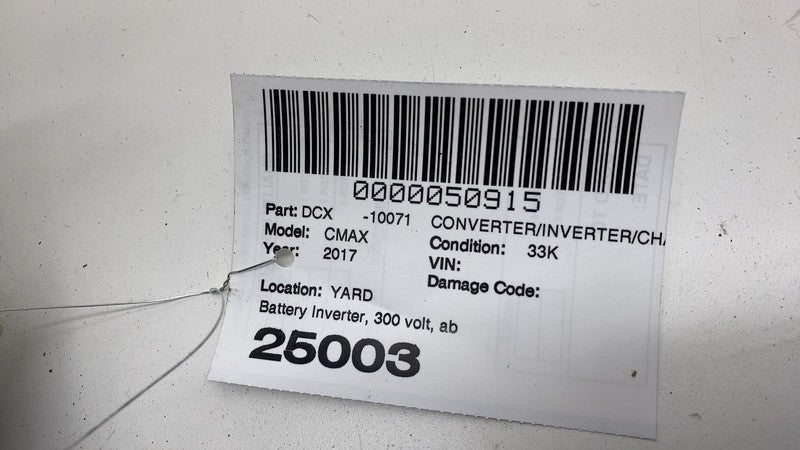 0000050915
Part: DCX -10071 CONVERTER/INVERTER/CHA
Model: CMAX Condition: 33K
Year: 2017 VIN:
Location: YARD Damage Code:
Battery Inverter, 300 volt, ab
25003